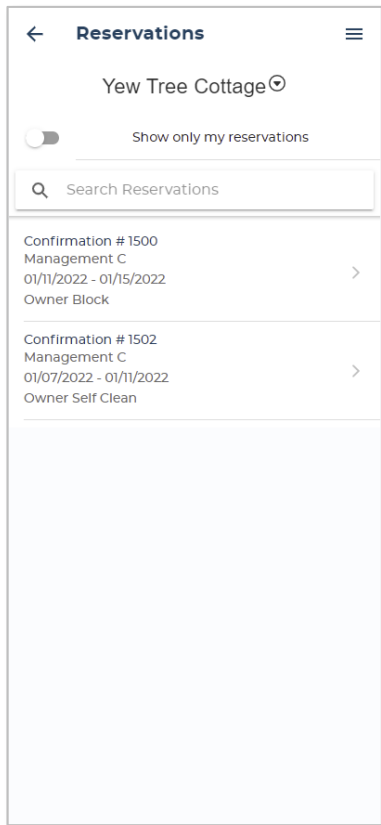 Reservations
Yew Tree Cottage
Show only my reservations
Search Reservations
Confirmation # 1500
Management C
01/11/2022 - 01/15/2022
Owner Block
Confirmation # 1502
Management C
01/07/2022 - 01/11/2022
Owner Self Clean